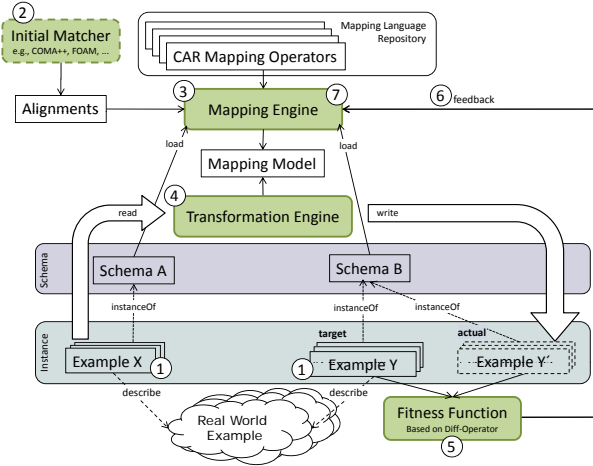 2
Initial Matcher
e.g., COMA++, FOAM, ...
Mapping Language
Repository
CAR Mapping Operators
Alignments
3
7
Mapping Engine
6
feedback
load
load
Mapping Model
4
Transformation Engine
read
write
Schema
Schema A
Schema B
instanceOf
instanceOf
instanceOf
Instance
target
actual
Example X
1
1
Example Y
Example Y´
describe
describe
Real World
Example
Fitness Function
Based on Diff-Operator
5